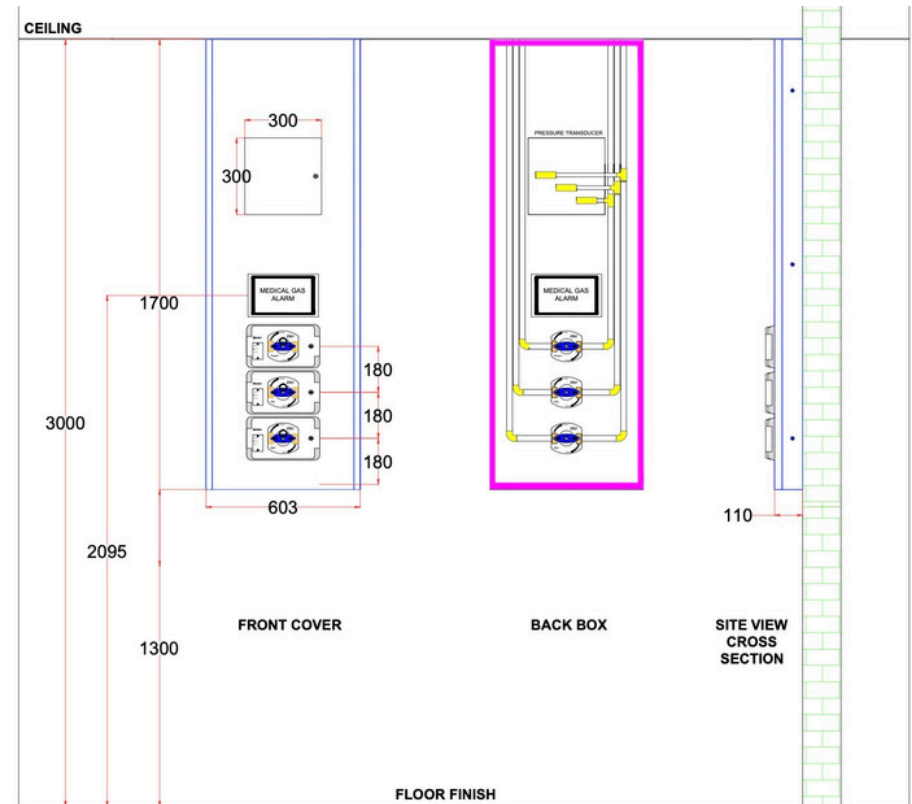 CEILING
300
300
PRESSURE TRANSDUCER
MEDICAL GAS
ALARM
MEDICAL GAS
ALARM
1700
180
180
180
3000
603
110
2095
1300
FRONT COVER
BACK BOX
SITE VIEW
CROSS
SECTION
FLOOR FINISH